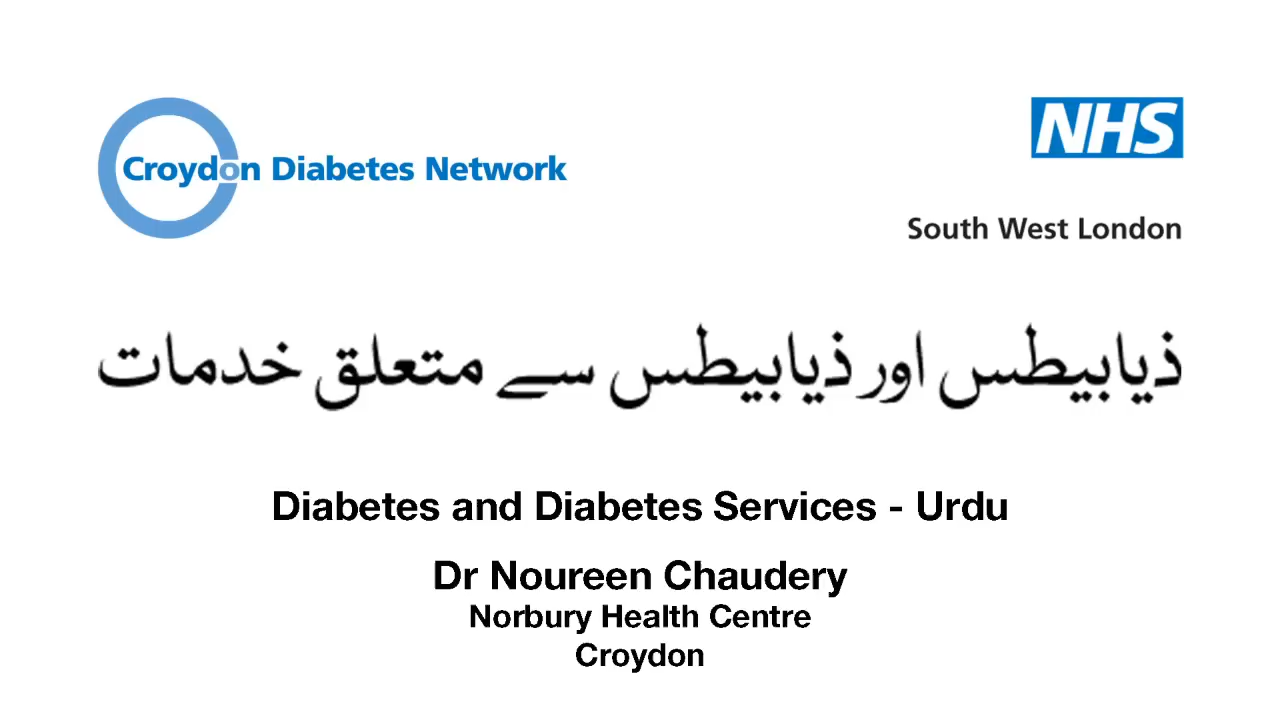 Croydon Diabetes Network
NHS
South West London
ذیابیطس اور ذیابیطس سے متعلق خدمات
Diabetes and Diabetes Services - Urdu
Dr Noureen Chaudery
Norbury Health Centre
Croydon